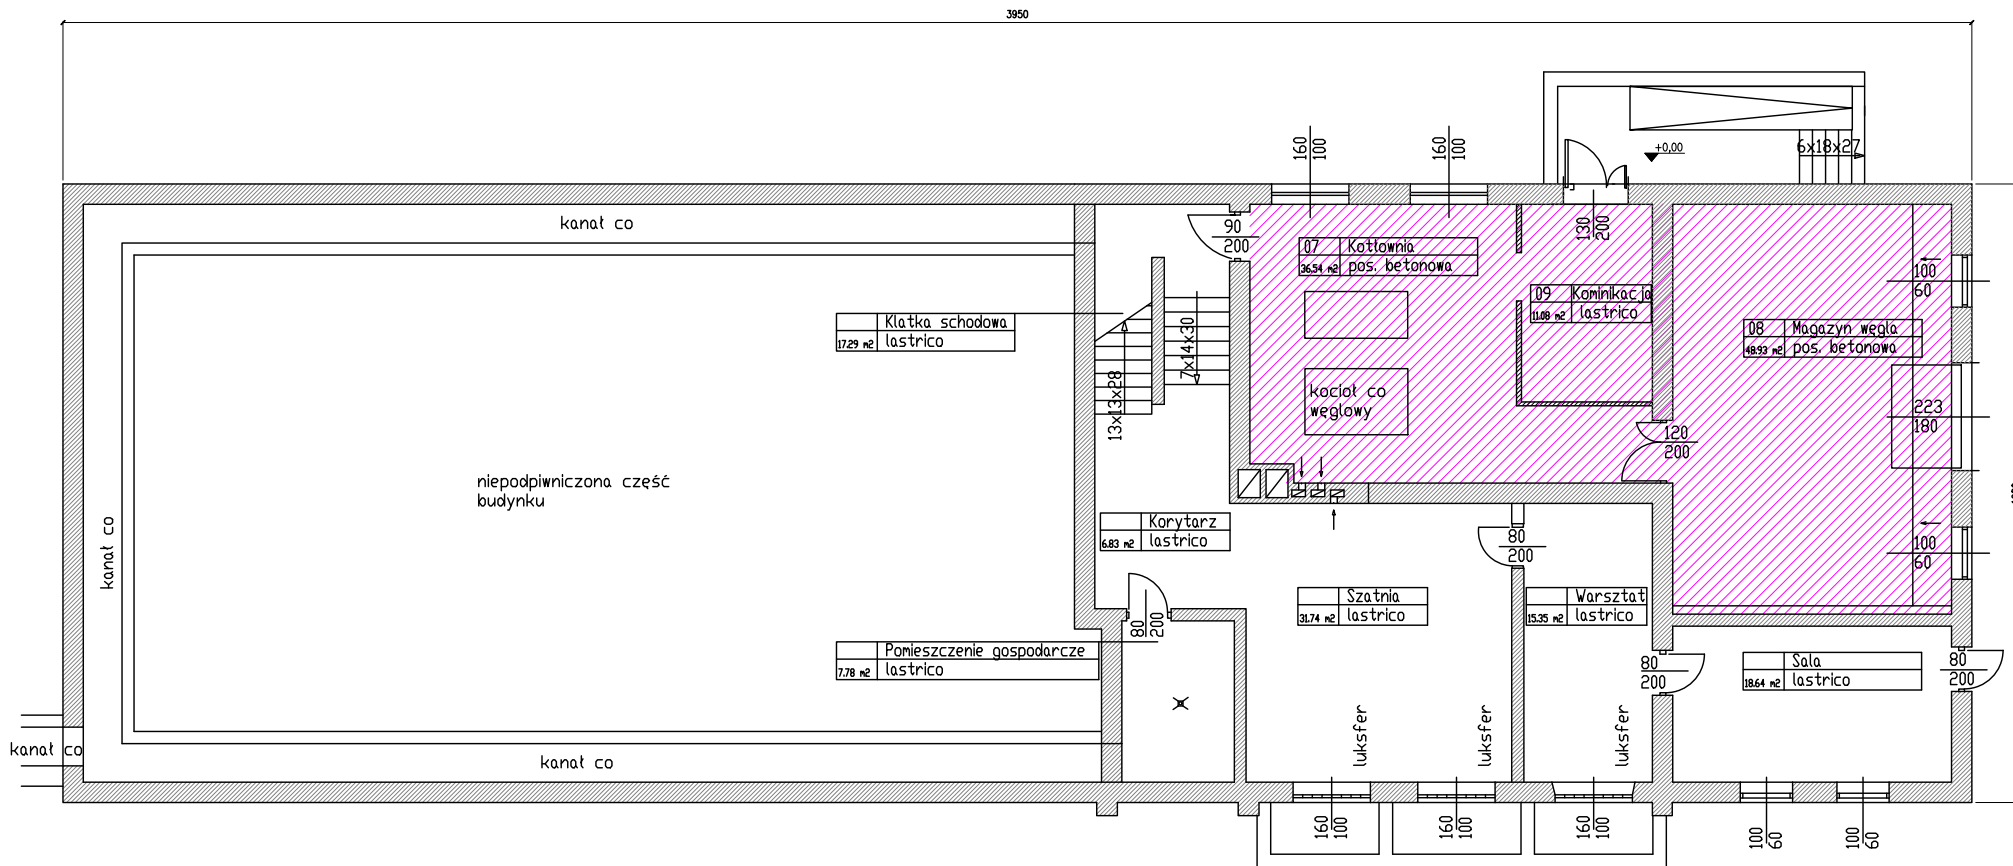 3950
160
100
160
100
+0,00
6x18x27
kanał co
90
200
130
200
07 Kotłownia
36.54 m2 pos. betonowa
09 Kominikacja
11.08 m2 lastrico
100
60
Klatka schodowa
17.29 m2 lastrico
08 Magazyn węgla
48.93 m2 pos. betonowa
13x13x28
7x14x30
kocioł co
węglowy
223
180
120
200
niepodpiwniczona część
budynku
kanał co
Korytarz
6.83 m2 lastrico
80
200
100
60
Szatnia
31.74 m2 lastrico
Warsztat
15.35 m2 lastrico
80
200
Pomieszczenie gospodarcze
7.78 m2 lastrico
80
200
Sala
18.64 m2 lastrico
80
200
luksfer
luksfer
luksfer
kanał co
kanał co
160
100
160
100
160
100
100
60
100
60